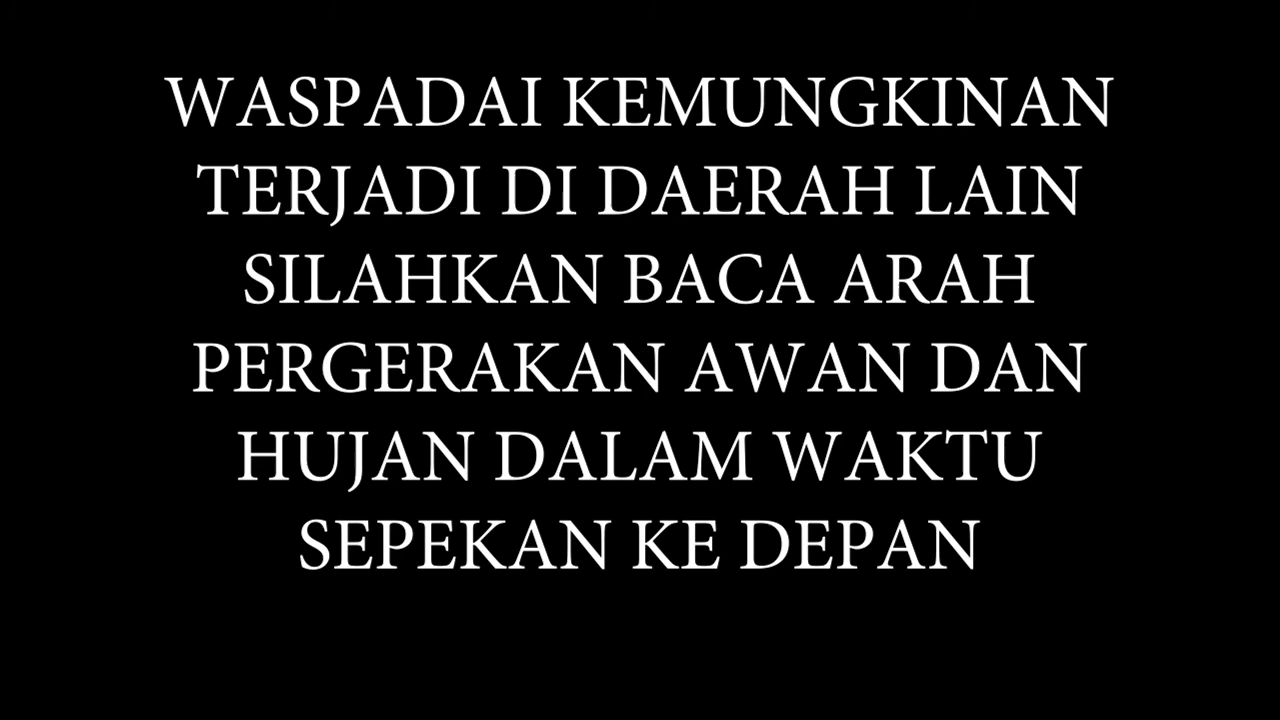 WASPADAI KEMUNGKINAN
TERJADI DI DAERAH LAIN
SILAHKAN BACA ARAH
PERGERAKAN AWAN DAN
HUJAN DALAM WAKTU
SEPEKAN KE DEPAN